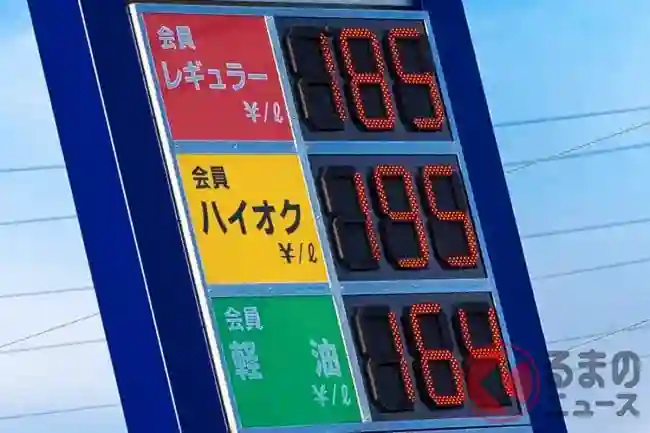 会員
レギュラー
¥/ℓ
185
会員
ハイオク
¥/ℓ
195
会員
軽 油
¥/ℓ
164
くるまの
ニュース